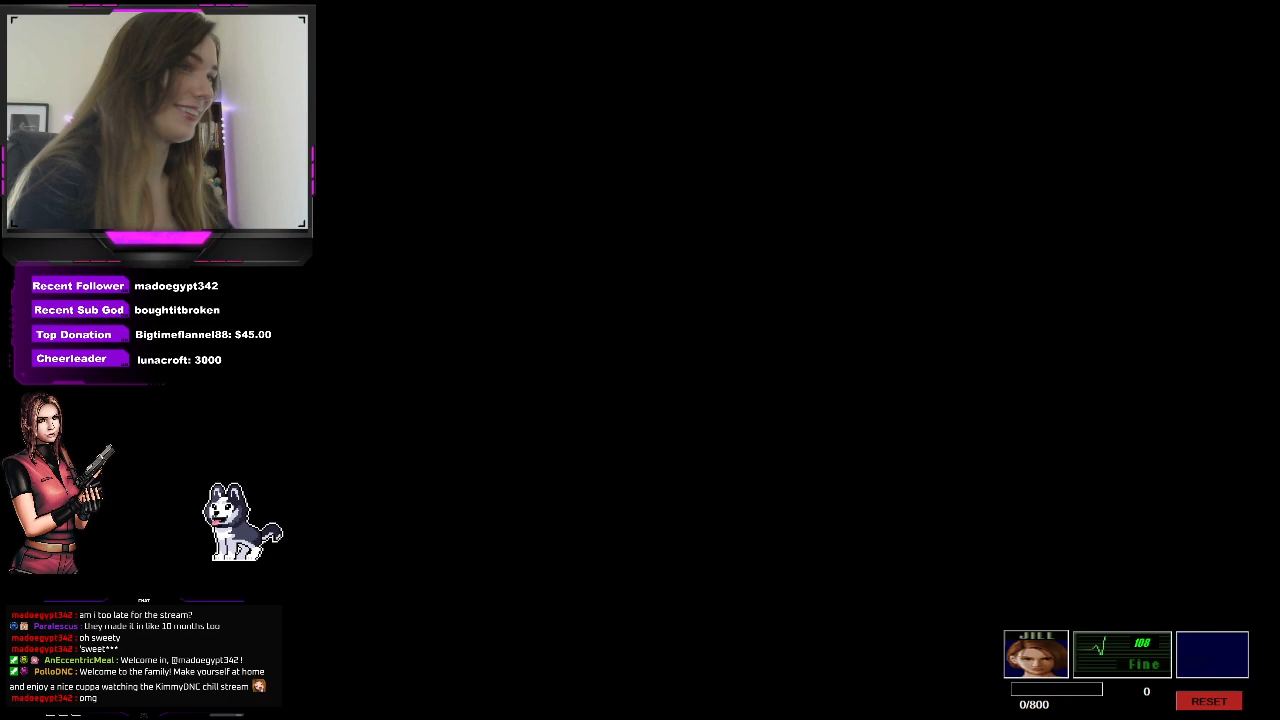 Recent Follower madoegypt342
Recent Sub God boughtitbroken
Top Donation Bigtimeflannel88: $45.00
Cheerleader lunacroft: 3000
CHAT
madoegypt342 : am i too late for the stream?
Paralescus : they made it in like 10 months too
madoegypt342 : oh sweety
madoegypt342 : 'sweet***
AnEccentricMeal : Welcome in, @madoegypt342!
PolloDNC : Welcome to the family! Make yourself at home
and enjoy a nice cuppa watching the KimmyDNC chill stream
madoegypt342 : omg
JILL
108
Fine
0
0/800
RESET